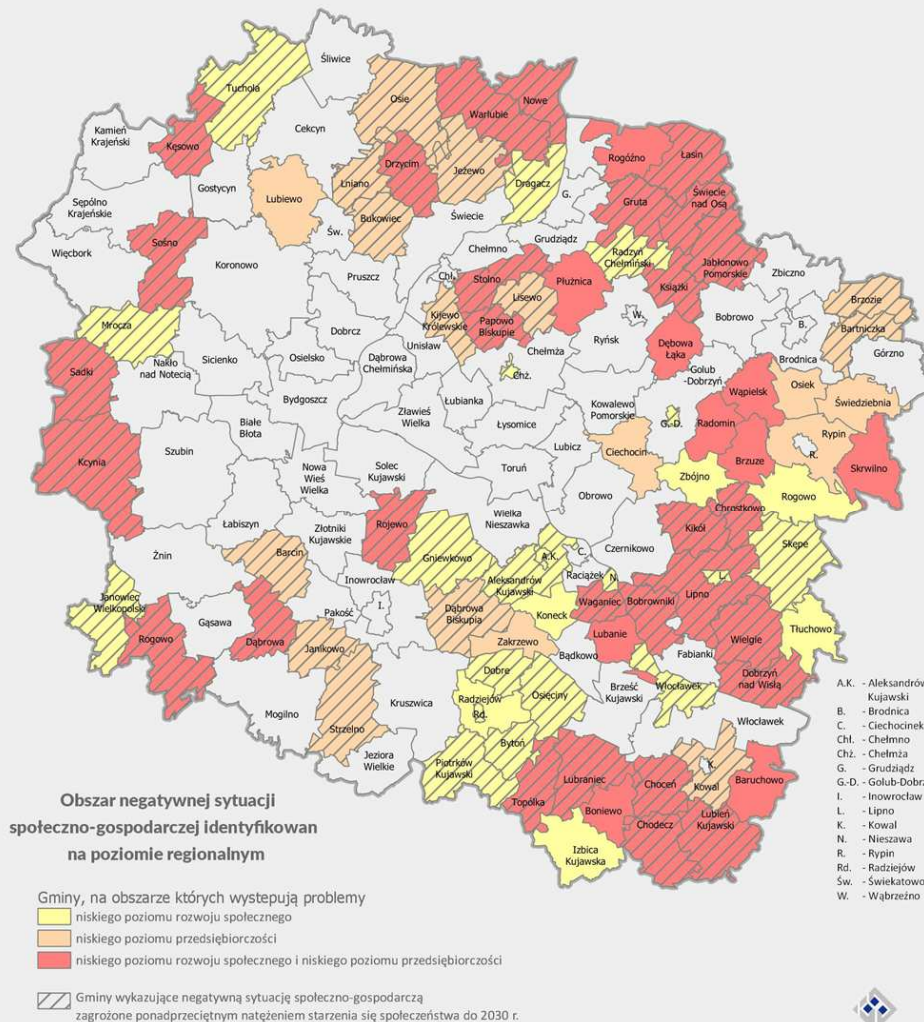 Śliwice
Tuchola
Osie
Nowe
Warlubie
Kamień
Krajeński
Cekcyn
Kęsowo
Rogóźno
Łasin
Drzycim
Jeżewo
Gostycyn
Lniano
Dragacz
Sępólno
Krajeńskie
Lubiewo
G.
Świecie
nad Osą
Gruta
Bukowiec
Świecie
Sośno
Św.
Grudziądz
Więcbork
Koronowo
Chełmno
Radzyń
Chełmiński
Jabłonowo
Pomorskie
Zbiczno
Pruszcz
Chł.
Stolno
Płużnica
Książki
Lisewo
Brzozie
Kijewo
Królewskie
W.
Bobrowo
B.
Mrocza
Dobrcz
Papowo
Biskupie
Bartniczka
Unisław
Ryńsk
Sicienko
Osielsko
Dąbrowa
Chełmińska
Chełmża
Dębowa
Łąka
Brodnica
Górzno
Nakło
nad Notecią
Sadki
Chż.
Golub
-Dobrzyń
Bydgoszcz
Łubianka
Wąpielsk
Osiek
Świedziebnia
Kowalewo
Pomorskie
Zławieś
Wielka
Łysomice
G.-D.
Radomin
Białe
Błota
Rypin
Ciechocin
Lubicz
R.
Szubin
Kcynia
Toruń
Brzuze
Skrwilno
Nowa
Wieś
Wielka
Solec
Kujawski
Zbójno
Obrowo
Rogowo
Wielka
Nieszawka
Chrostkowo
Rojewo
Łabiszyn
Złotniki
Kujawskie
Kikół
Czernikowo
Skępe
Żnin
Barcin
Gniewkowo
A.K.
C.
Raciążek
Inowrocław
Aleksandrów
Kujawski
N.
L.
Janowiec
Wielkopolski
I.
Waganiec
Bobrowniki
Lipno
Koneck
Pakość
Dąbrowa
Biskupia
Gąsawa
Tłuchowo
Rogowo
Dąbrowa
Lubanie
Wielgie
Zakrzewo
Janikowo
Bądkowo
Fabianki
Dobre
Dobrzyń
nad Wisłą
Osięciny
Brześć
Kujawski
Włocławek
Radziejów
Rd.
Kruszwica
Mogilno
Strzelno
Włocławek
Bytoń
Jeziora
Wielkie
Piotrków
Kujawski
K.
Kowal
Lubraniec
Choceń
Baruchowo
Topólka
Boniewo
Lubień
Kujawski
Chodecz
Izbica
Kujawska
A.K. - Aleksandrów
Kujawski
B. - Brodnica
C. - Ciechocinek
Chł. - Chełmno
Chż. - Chełmża
G. - Grudziądz
G.-D. - Golub-Dobrz
I. - Inowrocław
L. - Lipno
K. - Kowal
N. - Nieszawa
R. - Rypin
Rd. - Radziejów
Św. - Świekatowo
W. - Wąbrzeźno
Obszar negatywnej sytuacji
społeczno-gospodarczej identyfikowan
na poziomie regionalnym
Gminy, na obszarze których występują problemy
niskiego poziomu rozwoju społecznego
niskiego poziomu przedsiębiorczości
niskiego poziomu rozwoju społecznego i niskiego poziomu przedsiębiorczości
Gminy wykazujące negatywną sytuację społeczno-gospodarczą
zagrożone ponadprzeciętnym natężeniem starzenia się społeczeństwa do 2030 r.